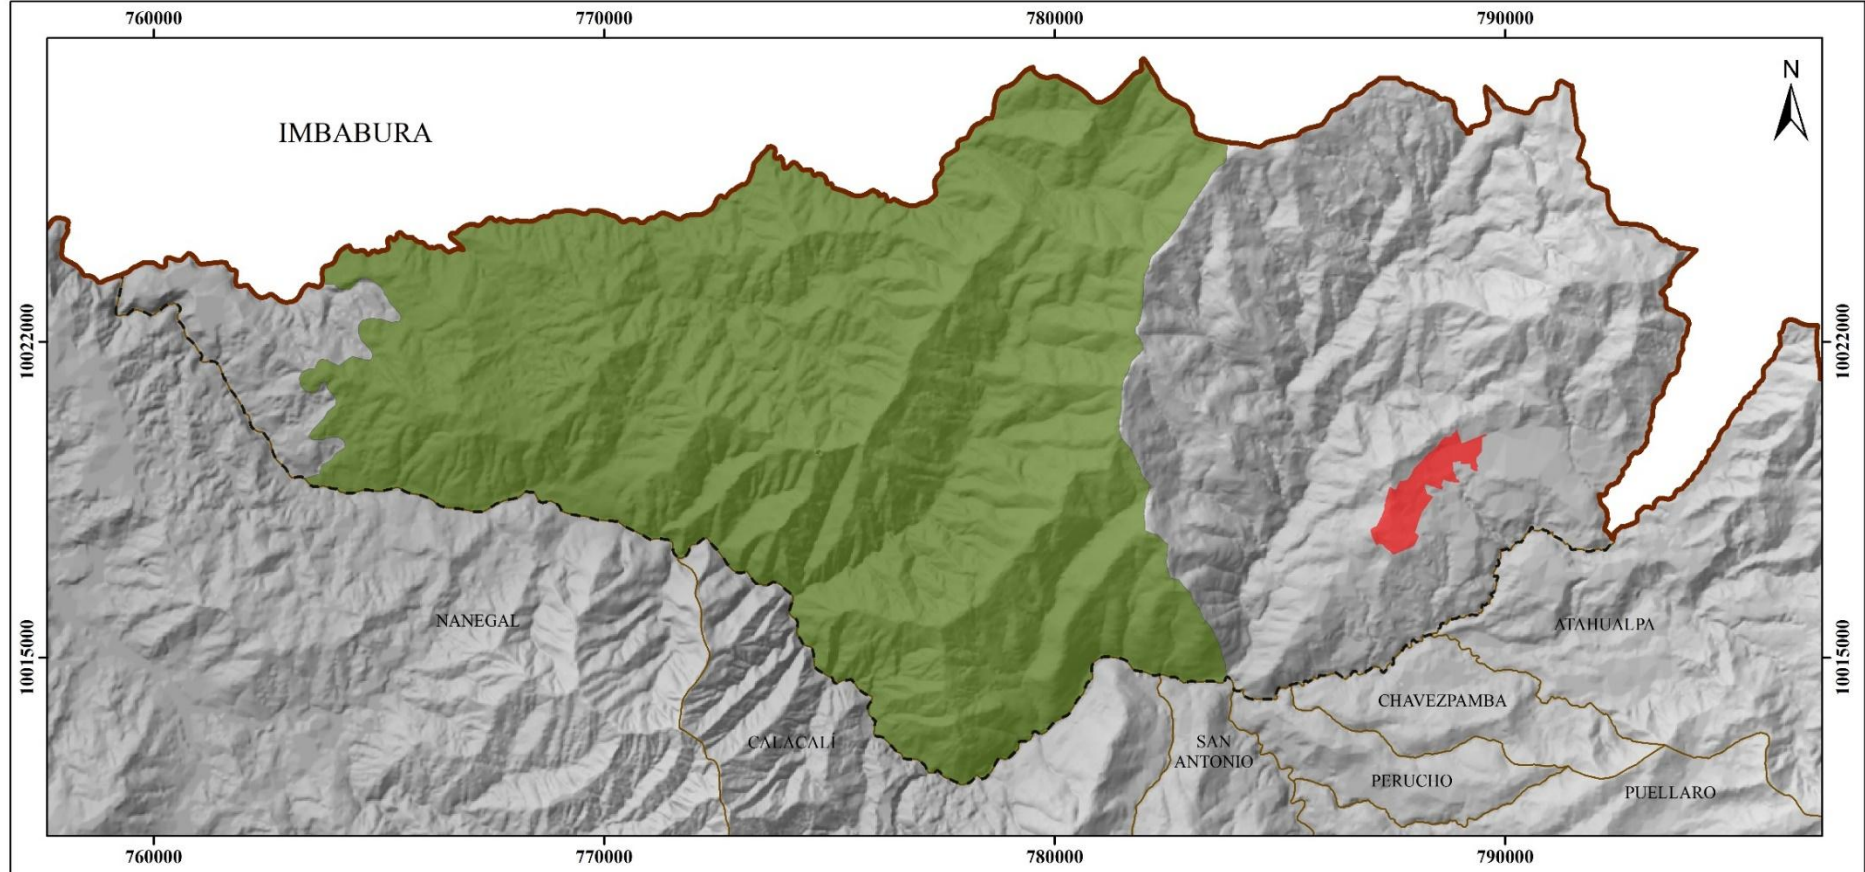 760000
770000
780000
790000
N
IMBABURA
10022000
10022000
NANEGAL
ATAHUALPA
10015000
10015000
CHAVEZPAMBA
CALACALÍ
SAN
ANTONIO
PERUCHO
PUELLARO
760000
770000
780000
790000